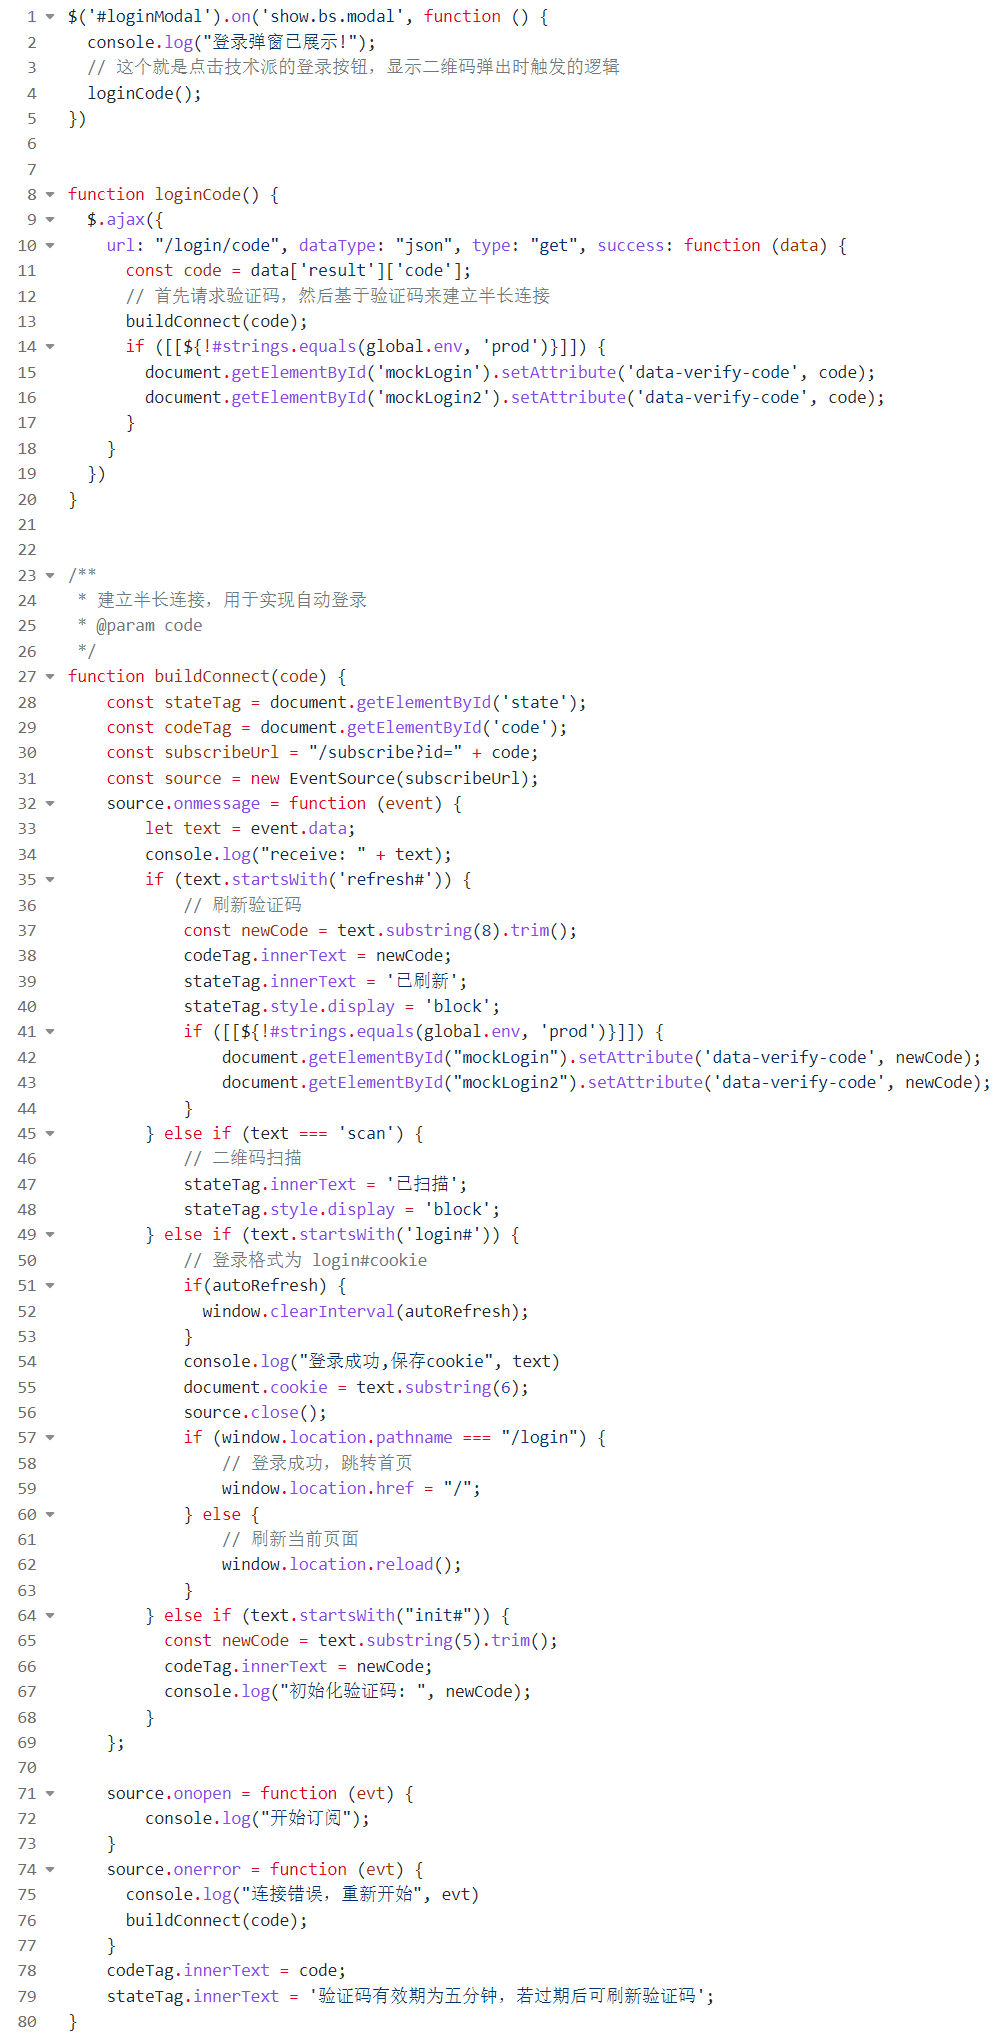 1 $('#loginModal').on('show.bs.modal', function () {
2 console.log("登录弹窗已展示!");
3 // 这个就是点击技术派的登录按钮，显示二维码弹出时触发的逻辑
4 loginCode();
5 })
6
7
8 function loginCode() {
9 $.ajax({
10 url: "/login/code", dataType: "json", type: "get", success: function (data) {
11 const code = data['result']['code'];
12 // 首先请求验证码，然后基于验证码来建立半长连接
13 buildConnect(code);
14 if ([[${!#strings.equals(global.env, 'prod')}]]) {
15 document.getElementById('mockLogin').setAttribute('data-verify-code', code);
16 document.getElementById('mockLogin2').setAttribute('data-verify-code', code);
17 }
18 }
19 })
20 }
21
22
23 /**
24 * 建立半长连接，用于实现自动登录
25 * @param code
26 */
27 function buildConnect(code) {
28 const stateTag = document.getElementById('state');
29 const codeTag = document.getElementById('code');
30 const subscribeUrl = "/subscribe?id=" + code;
31 const source = new EventSource(subscribeUrl);
32 source.onmessage = function (event) {
33 let text = event.data;
34 console.log("receive: " + text);
35 if (text.startsWith('refresh#')) {
36 // 刷新验证码
37 const newCode = text.substring(8).trim();
38 codeTag.innerText = newCode;
39 stateTag.innerText = '已刷新';
40 stateTag.style.display = 'block';
41 if ([[${!#strings.equals(global.env, 'prod')}]]) {
42 document.getElementById("mockLogin").setAttribute('data-verify-code', newCode);
43 document.getElementById("mockLogin2").setAttribute('data-verify-code', newCode);
44 }
45 } else if (text === 'scan') {
46 // 二维码扫描
47 stateTag.innerText = '已扫描';
48 stateTag.style.display = 'block';
49 } else if (text.startsWith('login#')) {
50 // 登录格式为 login#cookie
51 if(autoRefresh) {
52 window.clearInterval(autoRefresh);
53 }
54 console.log("登录成功,保存cookie", text)
55 document.cookie = text.substring(6);
56 source.close();
57 if (window.location.pathname === "/login") {
58 // 登录成功，跳转首页
59 window.location.href = "/";
60 } else {
61 // 刷新当前页面
62 window.location.reload();
63 }
64 } else if (text.startsWith("init#")) {
65 const newCode = text.substring(5).trim();
66 codeTag.innerText = newCode;
67 console.log("初始化验证码: ", newCode);
68 }
69 };
70
71 source.onopen = function (evt) {
72 console.log("开始订阅");
73 }
74 source.onerror = function (evt) {
75 console.log("连接错误，重新开始", evt)
76 buildConnect(code);
77 }
78 codeTag.innerText = code;
79 stateTag.innerText = '验证码有效期为五分钟，若过期后可刷新验证码';
80 }